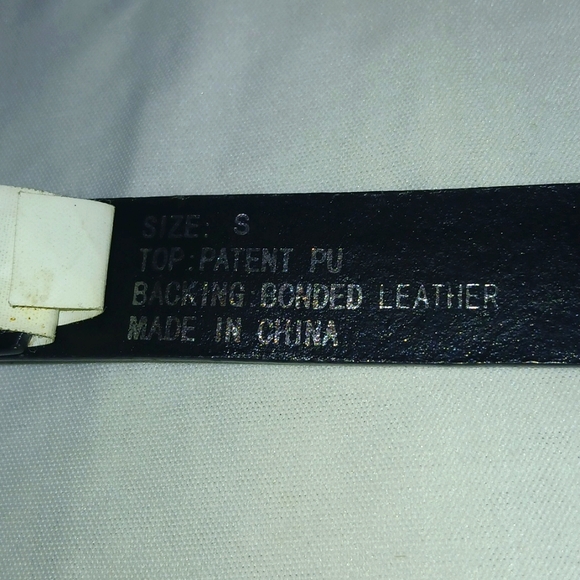 SIZE: S
TOP:PATENT PU
BACKING:BONDED LEATHER
MADE IN CHINA